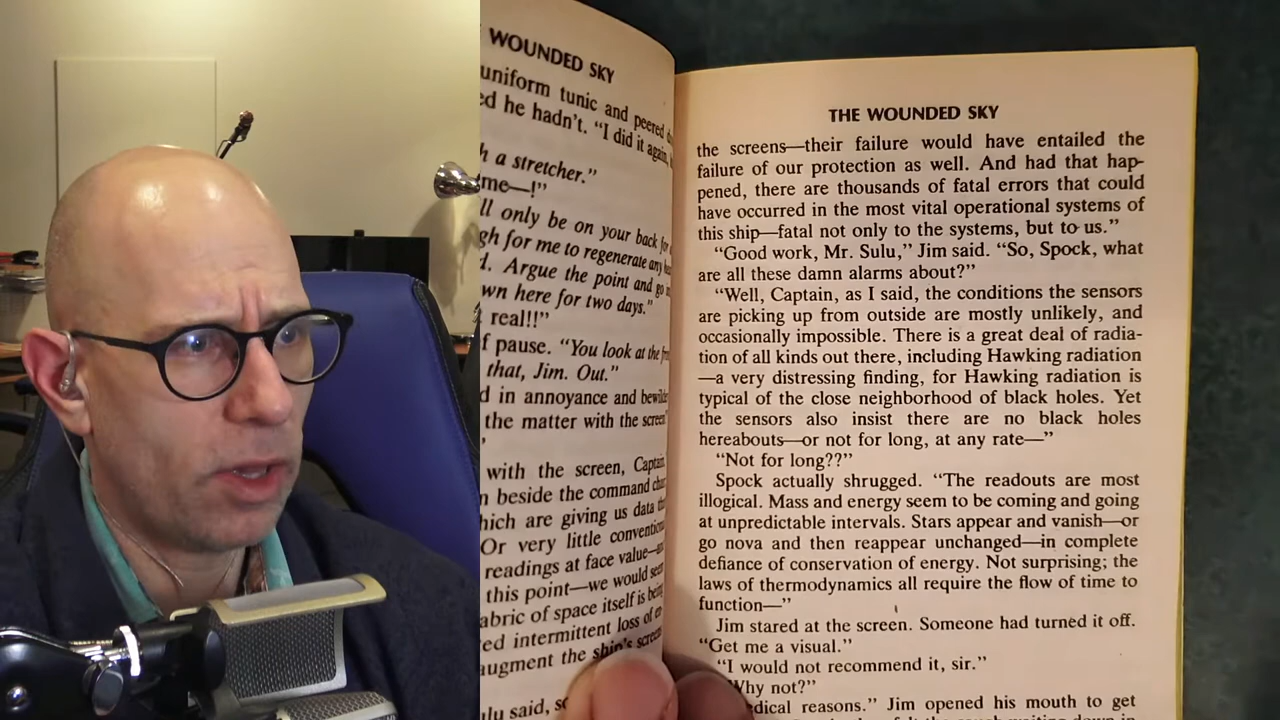 WOUNDED SKY
uniform tunic and peered
he hadn't. "I did it again,
a stretcher."
me—!"
only be on your back for
for me to regenerate any
Argue the point and go
here for two days."
real!!"
pause. "You look at the
that, Jim. Out."
in annoyance and
the matter with the screen
with the screen, Captain
beside the command
which are giving us data
Or very little
readings at face value—
this point—we would
of space itself is being
intermittent loss of
augment the ship's screens
said,
THE WOUNDED SKY
the screens—their failure would have entailed the
failure of our protection as well. And had that hap-
pened, there are thousands of fatal errors that could
have occurred in the most vital operational systems of
this ship—fatal not only to the systems, but to us."
"Good work, Mr. Sulu," Jim said. "So, Spock, what
are all these damn alarms about?"
"Well, Captain, as I said, the conditions the sensors
are picking up from outside are mostly unlikely, and
occasionally impossible. There is a great deal of radia-
tion of all kinds out there, including Hawking radiation
—a very distressing finding, for Hawking radiation is
typical of the close neighborhood of black holes. Yet
the sensors also insist there are no black holes
hereabouts—or not for long, at any rate—"
"Not for long??"
Spock actually shrugged. "The readouts are most
illogical. Mass and energy seem to be coming and going
at unpredictable intervals. Stars appear and vanish—or
go nova and then reappear unchanged—in complete
defiance of conservation of energy. Not surprising; the
laws of thermodynamics all require the flow of time to
function—"
Jim stared at the screen. Someone had turned it off.
"Get me a visual."
"I would not recommend it, sir."
"Why not?"
reasons." Jim opened his mouth to get